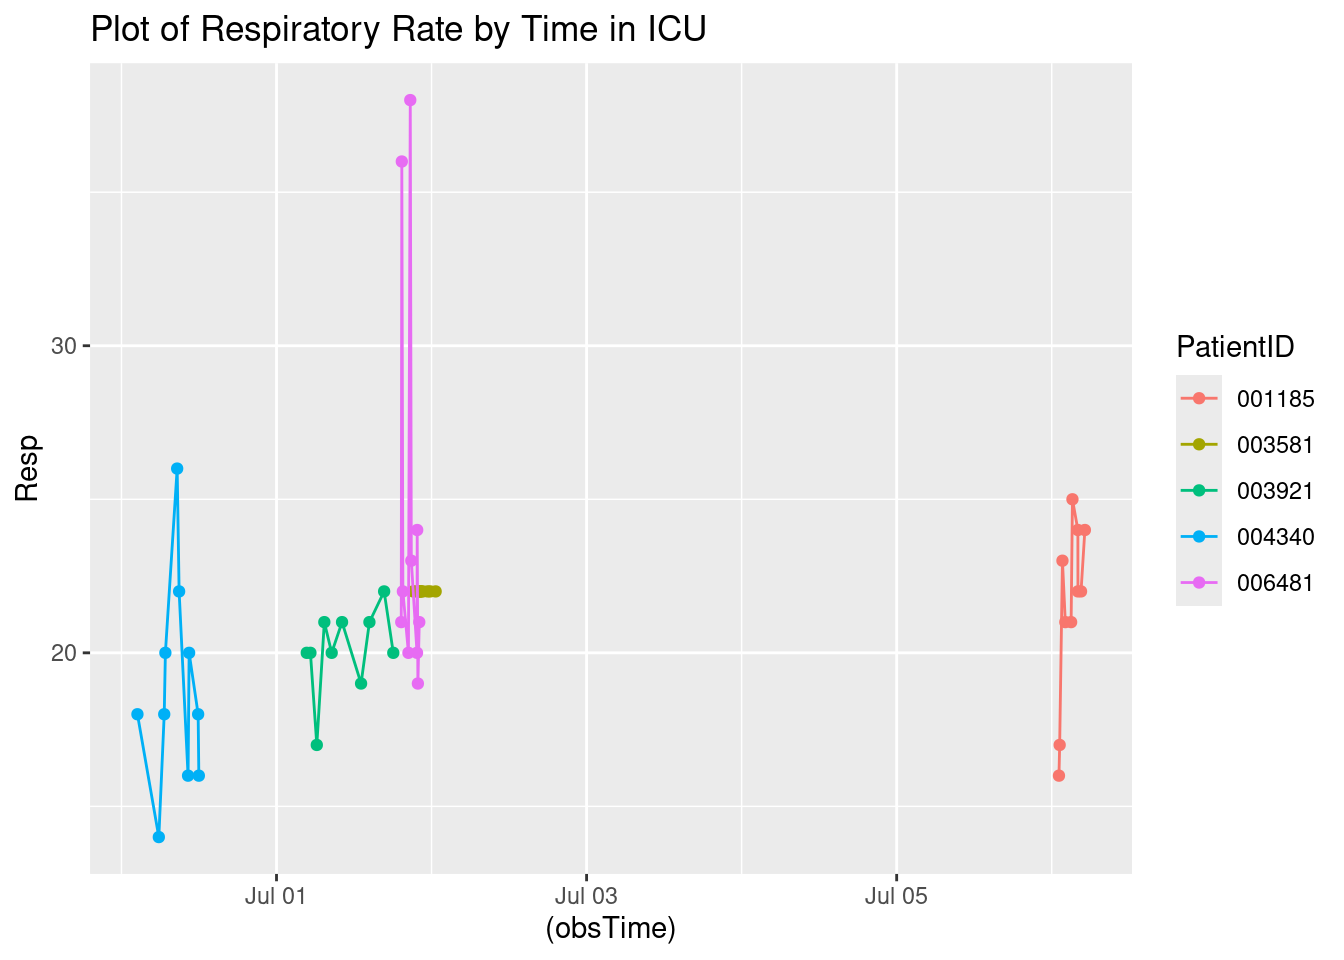 Plot of Respiratory Rate by Time in ICU
30
20
Resp
Jul 01
Jul 03
Jul 05
(obsTime)
PatientID
001185
003581
003921
004340
006481